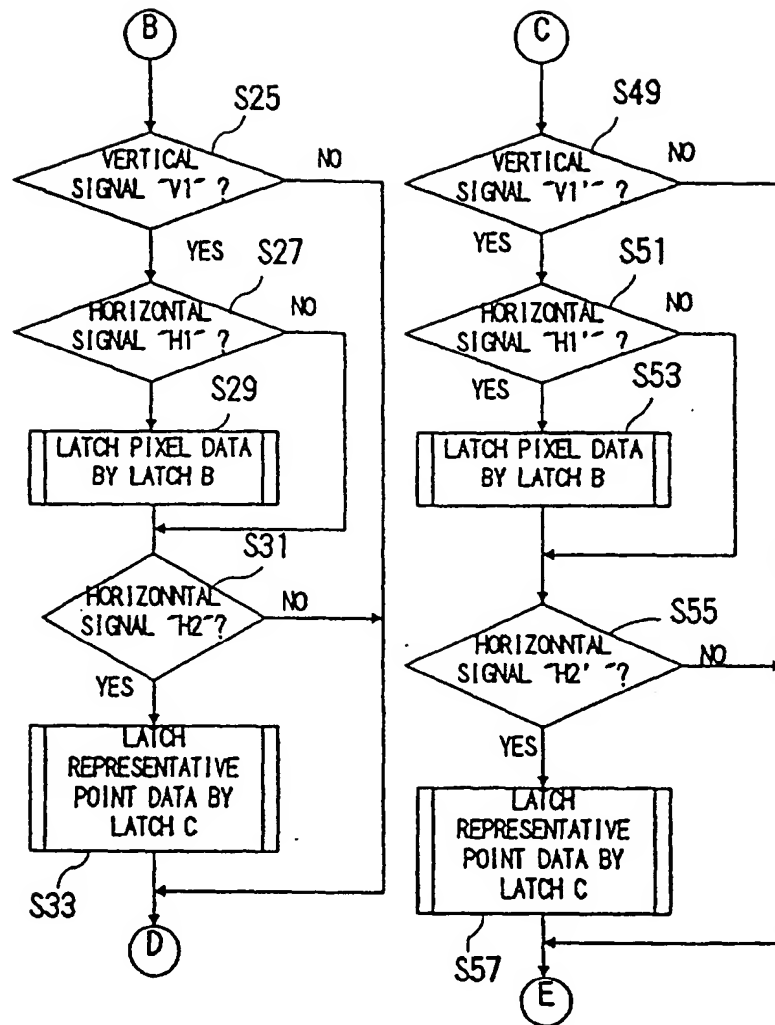 B
S25
VERTICAL
SIGNAL "V1" ?
NO
YES
S27
HORIZONTAL
SIGNAL "H1" ?
NO
S29
LATCH PIXEL DATA
BY LATCH B
S31
HORIZONNTAL
SIGNAL "H2"?
NO
YES
LATCH
REPRESENTATIVE
POINT DATA BY
LATCH C
S33
D
C
S49
VERTICAL
SIGNAL "V1'" ?
NO
YES
S51
HORIZONTAL
SIGNAL "H1'" ?
NO
YES
S53
LATCH PIXEL DATA
BY LATCH B
S55
HORIZONNTAL
SIGNAL "H2' "?
NO
YES
LATCH
REPRESENTATIVE
POINT DATA BY
LATCH C
S57
E